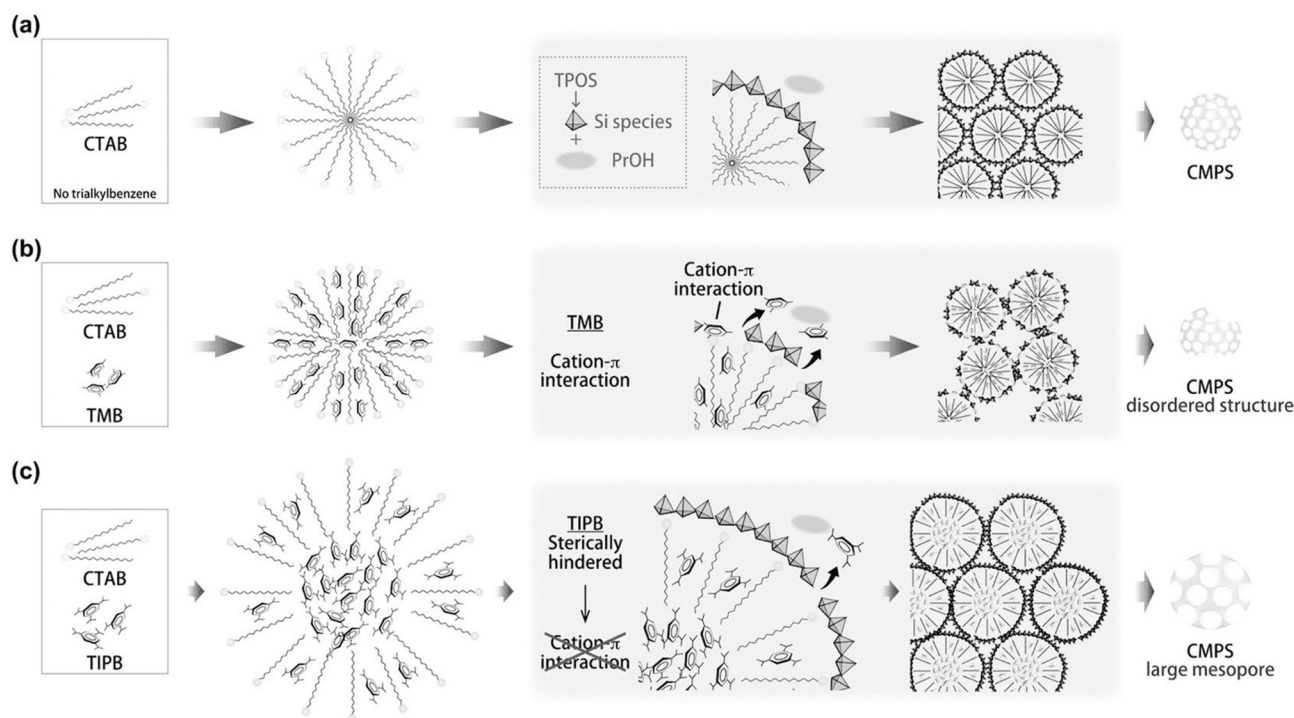 (a)
CTAB
No trialkylbenzene
TPOS
Si species
+
PrOH
CMPS
(b)
CTAB
TMB
TMB
Cation-π
interaction
Cation-π
interaction
CMPS
disordered structure
(c)
CTAB
TIPB
TIPB
Sterically
hindered
Cation-π
interaction
CMPS
large mesopore